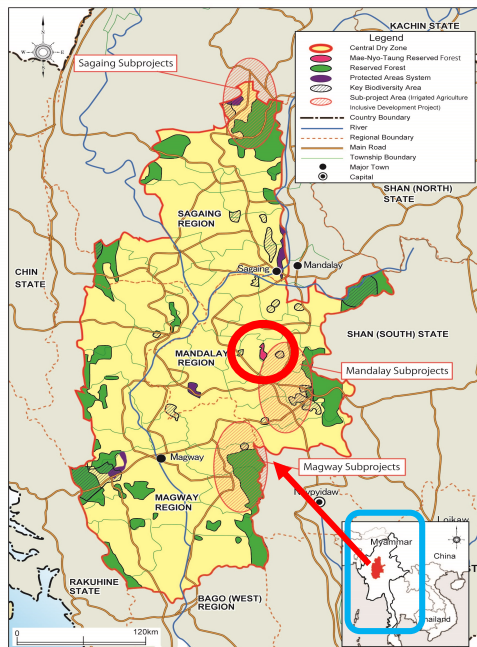 KACHIN STATE
Legend
Central Dry Zone
Mae-Nyo-Taung Reserved Forest
Reserved Forest
Protected Areas System
Key Biodiversity Area
Sub-project Area (Irrigated Agriculture
Inclusive Development Project)
Country Boundary
River
Regional Boundary
Main Road
Township Boundary
Major Town
Capital
Sagaing Subprojects
SHAN (NORTH)
STATE
SAGAING
REGION
Sagaing
Mandalay
CHIN
STATE
SHAN (SOUTH) STATE
MANDALAY
REGION
Mandalay Subprojects
Magway
Magway Subprojects
MAGWAY
REGION
Loikaw
Myanmar
China
Thailand
RAKUHINE
STATE
BAGO (WEST)
REGION
0
120km